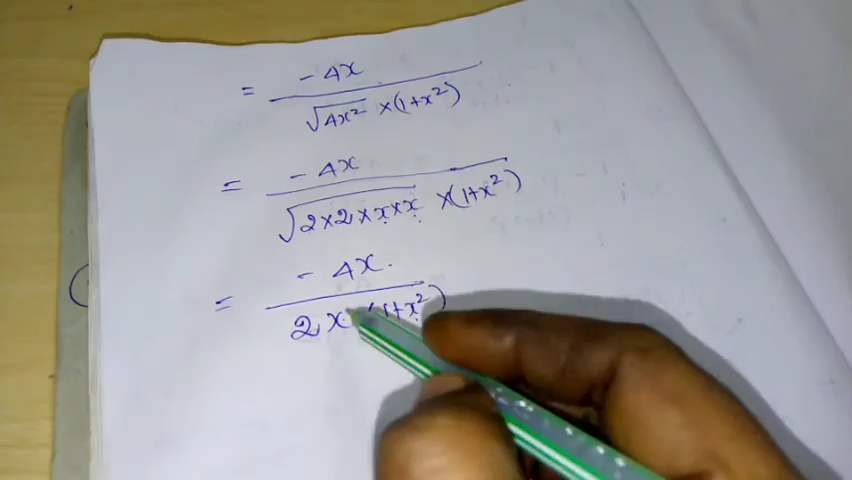 = -4x / √4x² × (1+x²)
= -4x / √2×2×x×x × (1+x²)
= -4x / 2x (1+x²)